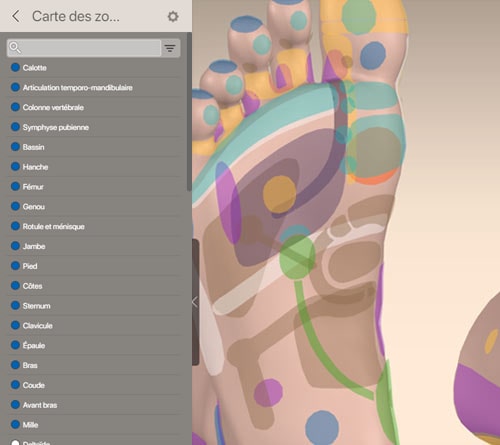 Carte des zo...
Calotte
Articulation temporo-mandibulaire
Colonne vertébrale
Symphyse pubienne
Bassin
Hanche
Fémur
Genou
Rotule et ménisque
Jambe
Pied
Côtes
Sternum
Clavicule
Épaule
Bras
Coude
Avant bras
Mille